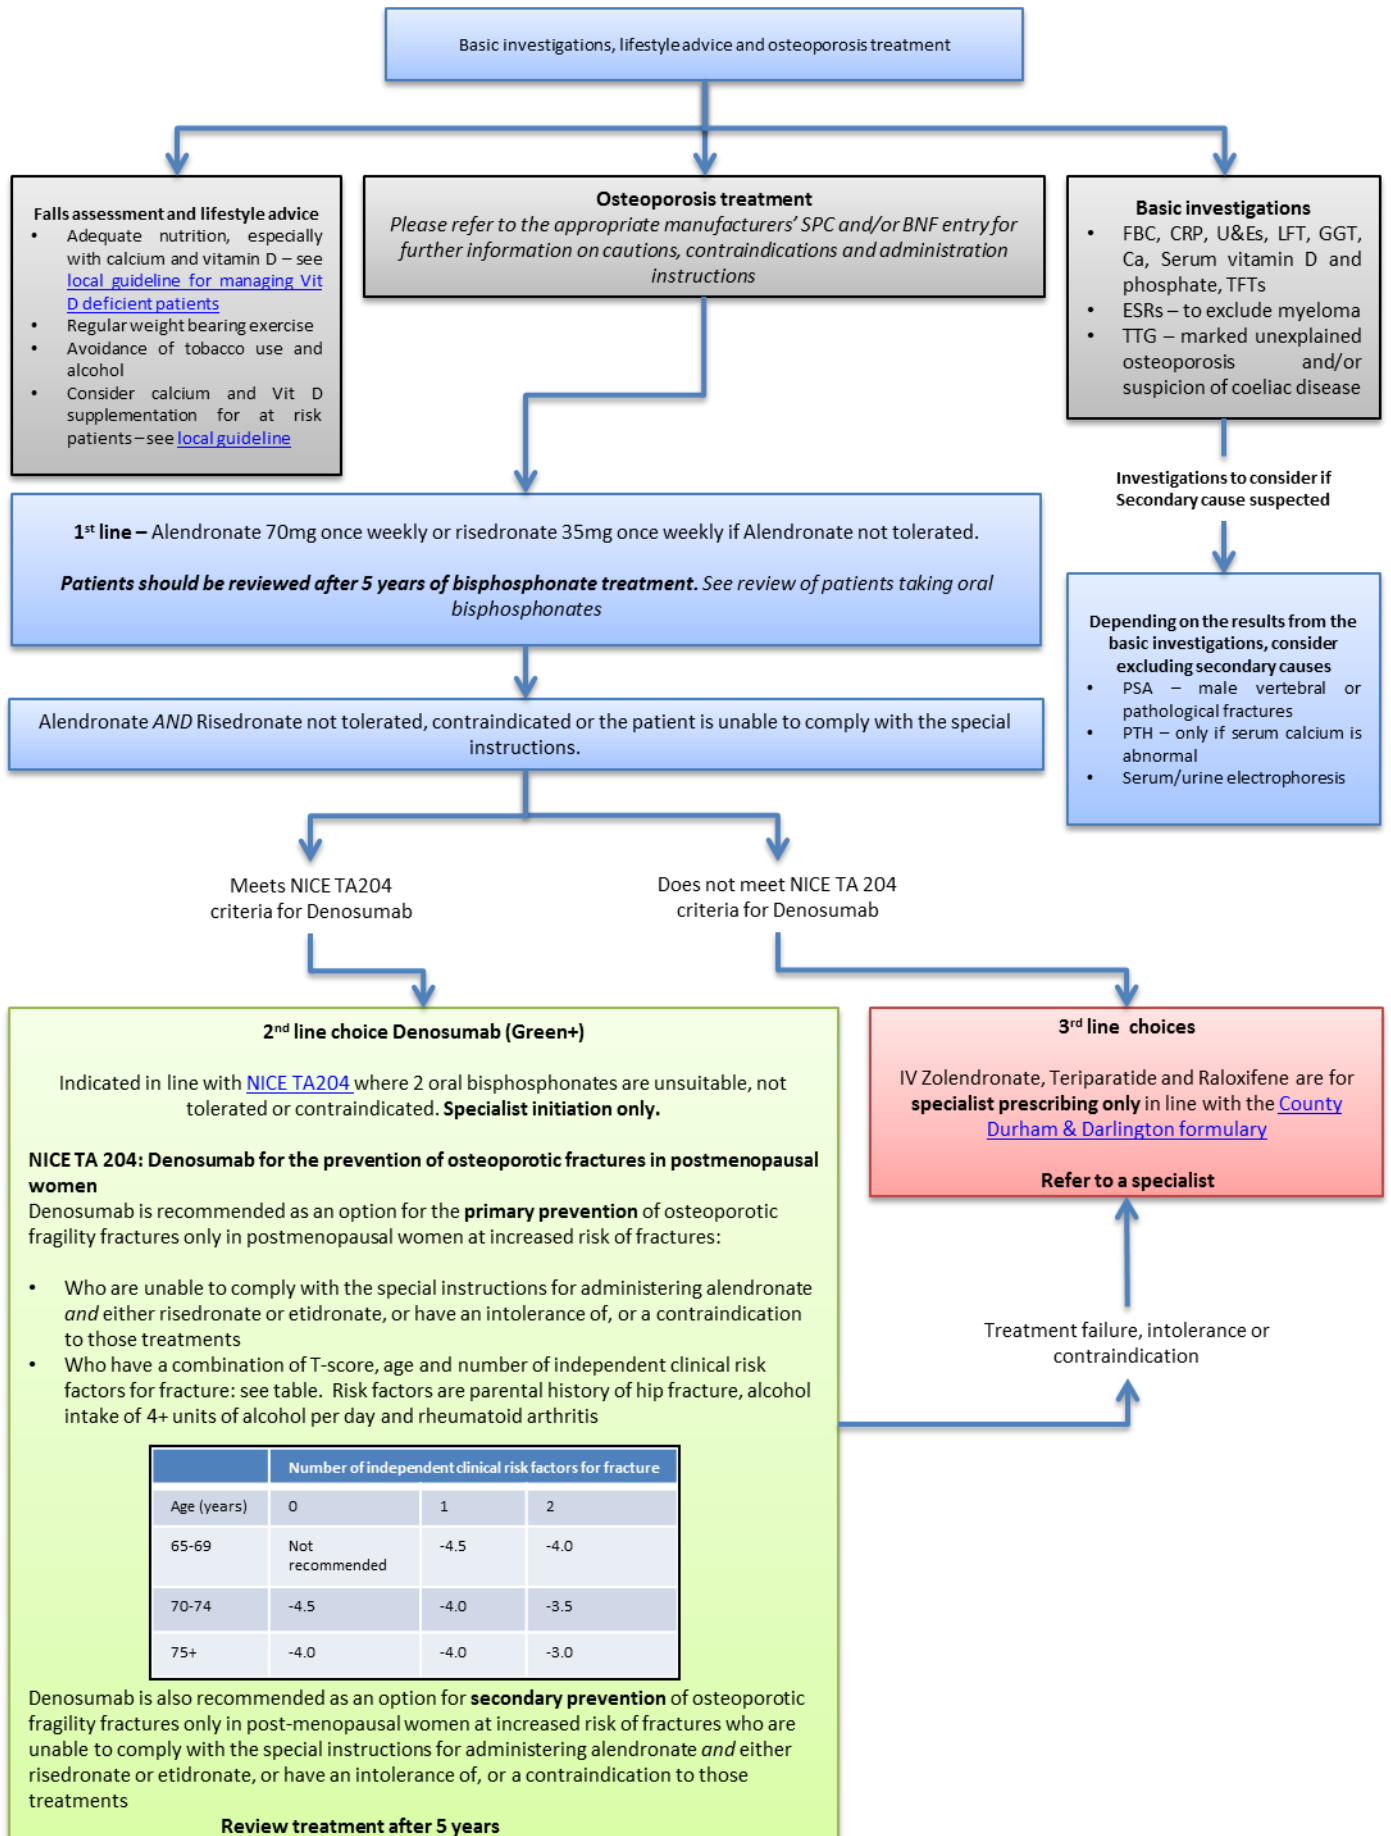 Basic investigations, lifestyle advice and osteoporosis treatment
Falls assessment and lifestyle advice
• Adequate nutrition, especially
with calcium and vitamin D – see
local guideline for managing Vit
D deficient patients
• Regular weight bearing exercise
• Avoidance of tobacco use and
alcohol
• Consider calcium and Vit D
supplementation for at risk
patients – see local guideline
Osteoporosis treatment
Please refer to the appropriate manufacturers' SPC and/or BNF entry for
further information on cautions, contraindications and administration
instructions
Basic investigations
• FBC, CRP, U&Es, LFT, GGT,
Ca, Serum vitamin D and
phosphate, TFTs
• ESRs – to exclude myeloma
• TTG – marked unexplained
osteoporosis and/or
suspicion of coeliac disease
Investigations to consider if
Secondary cause suspected
1st line – Alendronate 70mg once weekly or risedronate 35mg once weekly if Alendronate not tolerated.
Patients should be reviewed after 5 years of bisphosphonate treatment. See review of patients taking oral
bisphosphonates
Depending on the results from the
basic investigations, consider
excluding secondary causes
• PSA – male vertebral or
pathological fractures
• PTH – only if serum calcium is
abnormal
• Serum/urine electrophoresis
Alendronate AND Risedronate not tolerated, contraindicated or the patient is unable to comply with the special
instructions.
Meets NICE TA204
criteria for Denosumab
Does not meet NICE TA 204
criteria for Denosumab
2nd line choice Denosumab (Green+)
Indicated in line with NICE TA204 where 2 oral bisphosphonates are unsuitable, not
tolerated or contraindicated. Specialist initiation only.
NICE TA 204: Denosumab for the prevention of osteoporotic fractures in postmenopausal
women
Denosumab is recommended as an option for the primary prevention of osteoporotic
fragility fractures only in postmenopausal women at increased risk of fractures:
• Who are unable to comply with the special instructions for administering alendronate
and either risedronate or etidronate, or have an intolerance of, or a contraindication
to those treatments
• Who have a combination of T-score, age and number of independent clinical risk
factors for fracture: see table. Risk factors are parental history of hip fracture, alcohol
intake of 4+ units of alcohol per day and rheumatoid arthritis
Number of independent clinical risk factors for fracture
Age (years) 0 1 2
65-69 Not
recommended -4.5 -4.0
70-74 -4.5 -4.0 -3.5
75+ -4.0 -4.0 -3.0
Denosumab is also recommended as an option for secondary prevention of osteoporotic
fragility fractures only in post-menopausal women at increased risk of fractures who are
unable to comply with the special instructions for administering alendronate and either
risedronate or etidronate, or have an intolerance of, or a contraindication to those
treatments
Review treatment after 5 years
3rd line choices
IV Zolendronate, Teriparatide and Raloxifene are for
specialist prescribing only in line with the County
Durham & Darlington formulary
Refer to a specialist
Treatment failure, intolerance or
contraindication